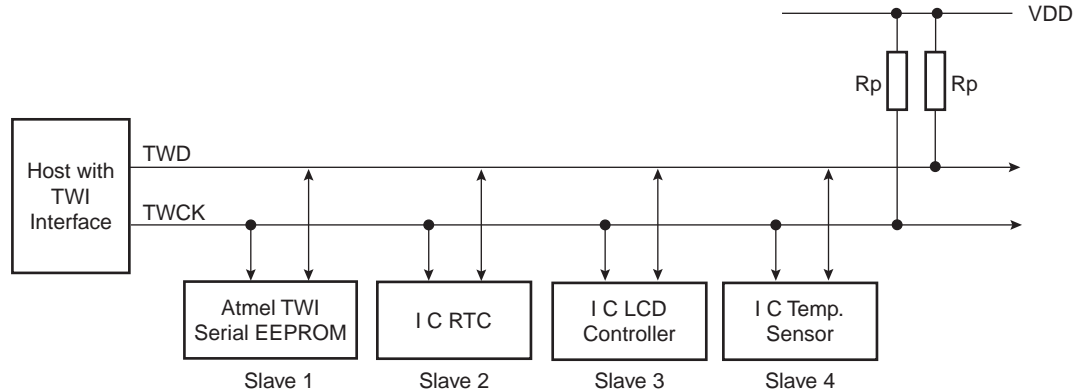 VDD
Rp
Rp
Host with
TWI
Interface
TWD
TWCK
Atmel TWI
Serial EEPROM
I C RTC
I C LCD
Controller
I C Temp.
Sensor
Slave 1
Slave 2
Slave 3
Slave 4